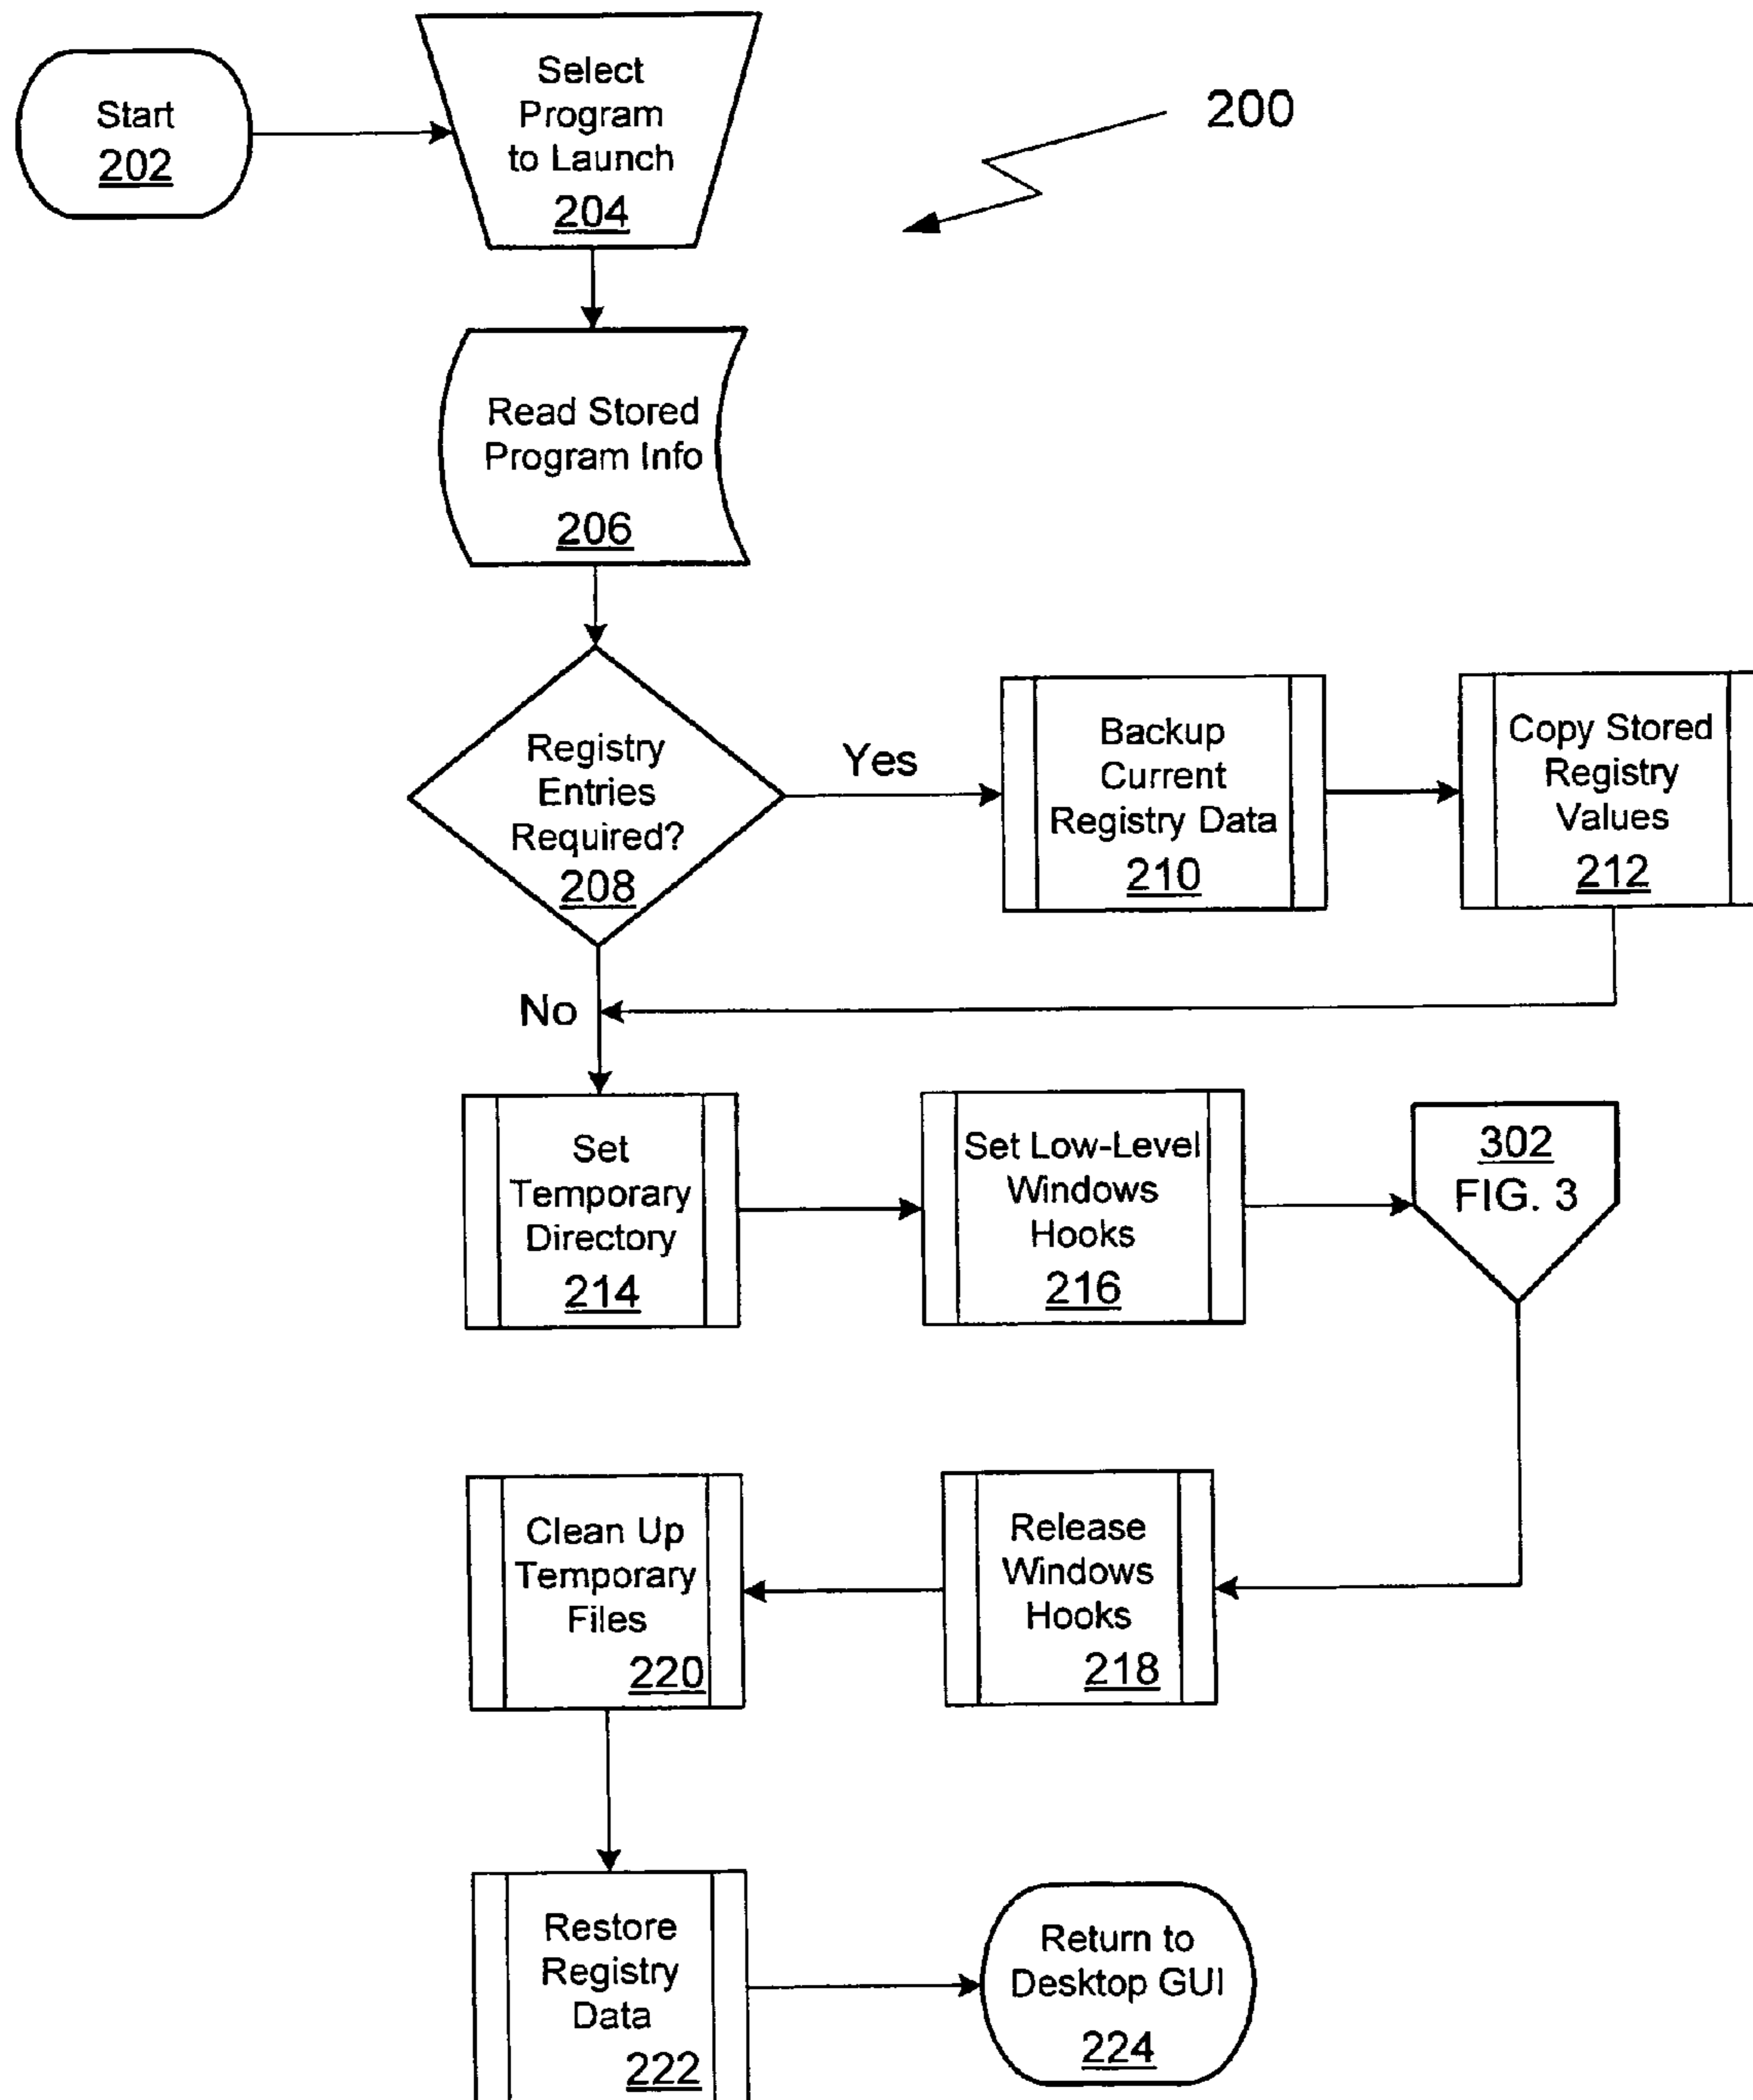 Start
202
Select
Program
to Launch
204
200
Read Stored
Program Info
206
Registry
Entries
Required?
208
Yes
Backup
Current
Registry Data
210
Copy Stored
Registry
Values
212
No
Set
Temporary
Directory
214
Set Low-Level
Windows
Hooks
216
302
FIG. 3
Clean Up
Temporary
Files
220
Release
Windows
Hooks
218
Restore
Registry
Data
222
Return to
Desktop GUI
224